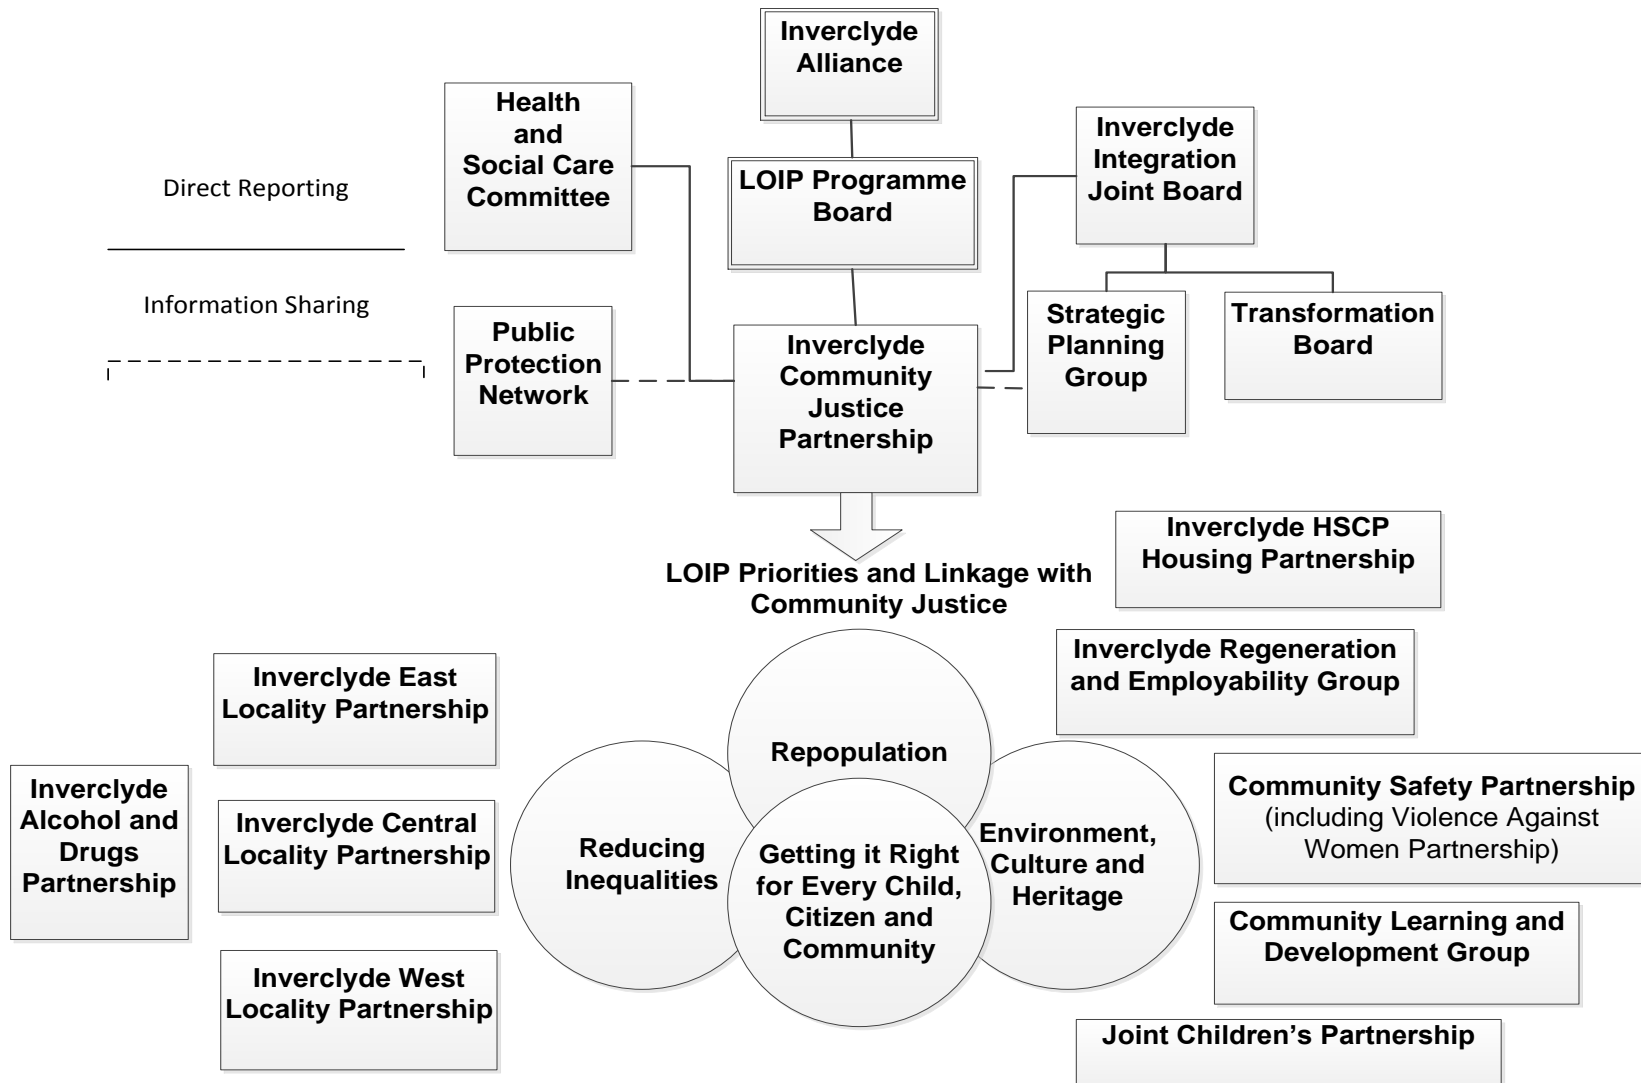 Inverclyde
Alliance
Health
and
Social Care
Committee
Inverclyde
Integration
Joint Board
LOIP Programme
Board
Direct Reporting
Information Sharing
Public
Protection
Network
Inverclyde
Community
Justice
Partnership
Strategic
Planning
Group
Transformation
Board
LOIP Priorities and Linkage with
Community Justice
Inverclyde HSCP
Housing Partnership
Inverclyde Regeneration
and Employability Group
Inverclyde East
Locality Partnership
Inverclyde
Alcohol and
Drugs
Partnership
Inverclyde Central
Locality Partnership
Inverclyde West
Locality Partnership
Repopulation
Reducing
Inequalities
Getting it Right
for Every Child,
Citizen and
Community
Environment,
Culture and
Heritage
Community Safety Partnership
(including Violence Against
Women Partnership)
Community Learning and
Development Group
Joint Children’s Partnership